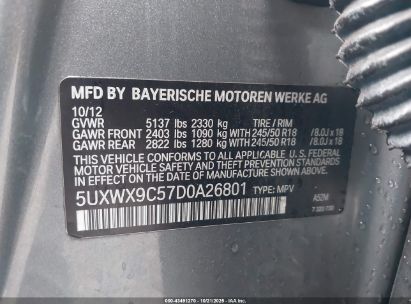 MFD BY BAYERISCHE MOTOREN WERKE AG
10/12
GVWR 5137 lbs 2330 kg TIRE / RIM
GAWR FRONT 2403 lbs 1090 kg WITH 245/50 R18 / 8.0J x 18
GAWR REAR 2822 lbs 1280 kg WITH 245/50 R18 / 8.0J x 18
THIS VEHICLE CONFORMS TO ALL APPLICABLE U.S. FEDERAL
MOTOR VEHICLE SAFETY STANDARDS IN EFFECT ON
THE DATE OF MANUFACTURE SHOWN ABOVE.
5UXWX9C57D0A26801 TYPE: MPV